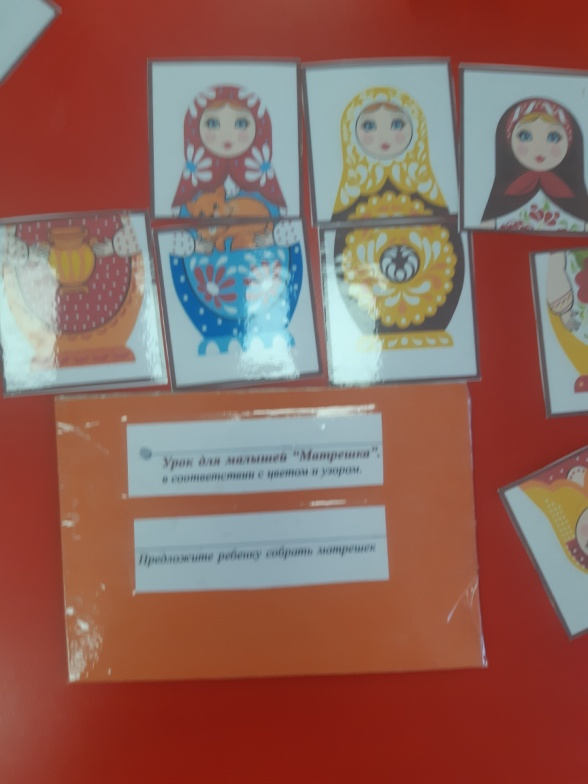 Урок для малышей "Матрешка".
в соответствии с цветом и узором.
Предложите ребенку собрать матрешек